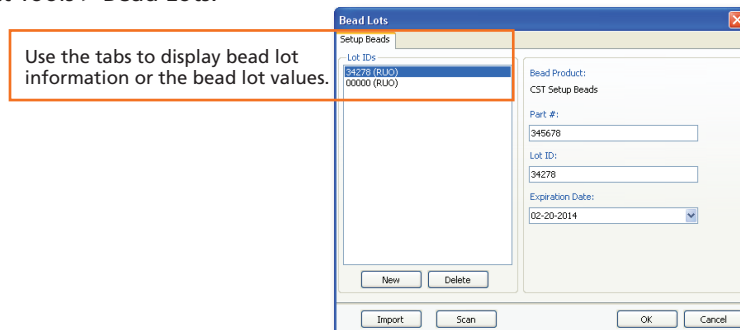 Bead Lots
Setup Beads
Use the tabs to display bead lot
information or the bead lot values.
Lot IDs
34278 (RUO)
00000 (RUO)
Bead Product:
CST Setup Beads
Part #:
345678
Lot ID:
34278
Expiration Date:
02-20-2014
New
Delete
Import
Scan
OK
Cancel